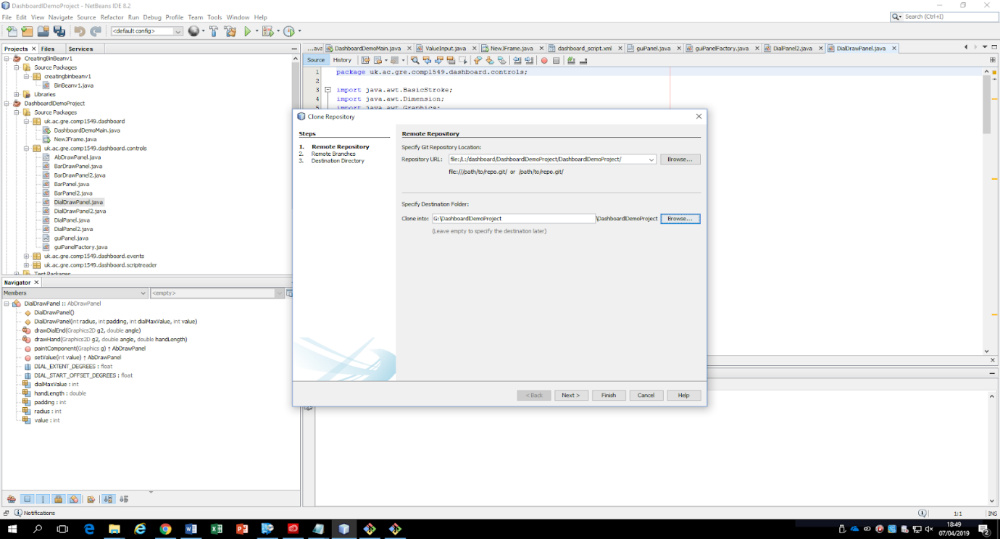 DashboardIDemoProject - NetBeans IDE 8.2
File Edit View Navigate Source Refactor Run Debug Profile Team Tools Window Help
Search (Ctrl+I)
<default config>
Projects Files Services
CreatingBinBeanv1
Source Packages
creatingbinbeanv1
BinBeanv1.java
Libraries
DashboardIDemoProject
Source Packages
uk.ac.gre.comp1549.dashboard
DashboardDemoMain.java
NewJFrame.java
uk.ac.gre.comp1549.dashboard.controls
AbDrawPanel.java
BarDrawPanel.java
BarDrawPanel2.java
BarPanel.java
BarPanel2.java
DialDrawPanel.java
DialDrawPanel2.java
DialPanel.java
DialPanel2.java
guiPanel.java
guiPanelFactory.java
uk.ac.gre.comp1549.dashboard.events
uk.ac.gre.comp1549.dashboard.scriptreader
Test Packages
Navigator
Members <empty>
DialDrawPanel :: AbDrawPanel
DialDrawPanel()
DialDrawPanel(int radius, int padding, int dialMaxValue, int value)
drawDialEnd(Graphics2D g2, double angle)
drawHand(Graphics2D g2, double angle, double handLength)
paintComponent(Graphics g) ↑ AbDrawPanel
setValue(int value) ↑ AbDrawPanel
DIAL_EXTENT_DEGREES : float
DIAL_START_OFFSET_DEGREES : float
dialMaxValue : int
handLength : double
padding : int
radius : int
value : int
...ava DashboardDemoMain.java ValueInput.java NewJFrame.java dashboard_script.xml guiPanel.java guiPanelFactory.java DialPanel2.java DialDrawPanel.java
Source History
1 package uk.ac.gre.comp1549.dashboard.controls;
2
3 import java.awt.BasicStroke;
4 import java.awt.Dimension;
5 import java.awt.Graphics;
Clone Repository
Steps
1. Remote Repository
2. Remote Branches
3. Destination Directory
Remote Repository
Specify Git Repository Location:
Repository URL: file:/L:/dashboard/DashboardIDemoProject/DashboardIDemoProject/ Browse...
file:///path/to/repo.git/ or /path/to/repo.git/
Specify Destination Folder:
Clone into: G:\DashboardIDemoProject \DashboardIDemoProject Browse...
(Leave empty to specify the destination later)
< Back Next > Finish Cancel Help
Notifications
1 1:1 INS
18:49
07/04/2019
2